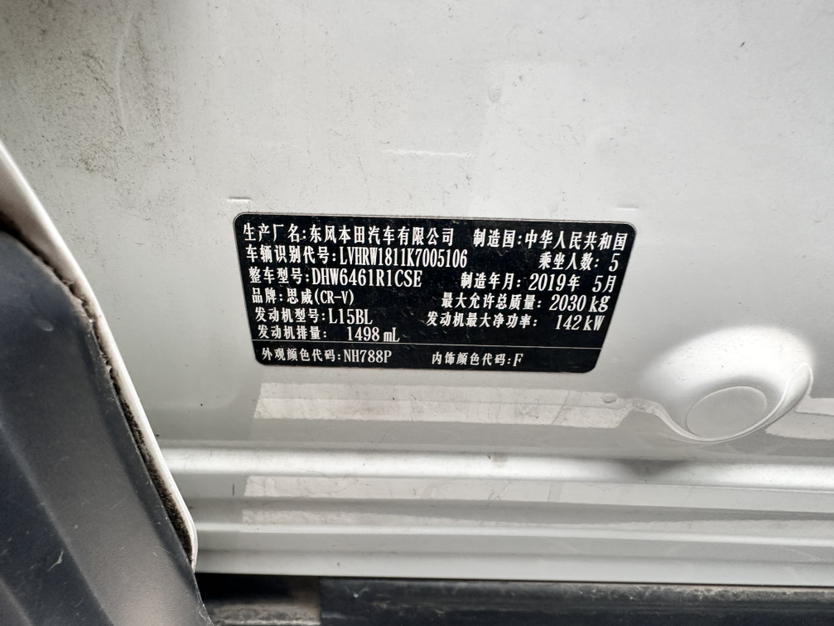 生产厂名:东风本田汽车有限公司 制造国:中华人民共和国
车辆识别代号:LVHRW1811K7005106 乘坐人数: 5
整车型号:DHW6461R1CSE 制造年月: 2019年 5月
品牌:思威(CR-V) 最大允许总质量: 2030 kg
发动机型号:L15BL 发动机最大净功率: 142 kW
发动机排量: 1498 mL
外观颜色代码:NH788P 内饰颜色代码:F